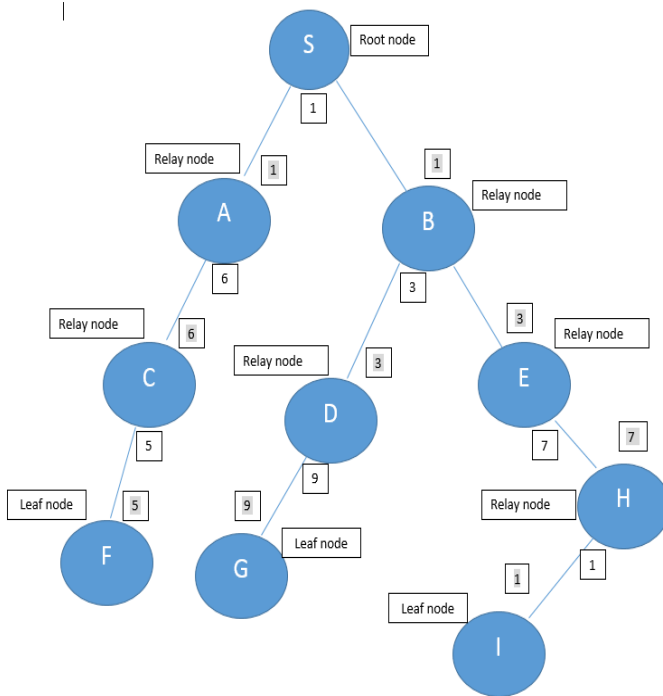 S
Root node
1
Relay node
1
1
A
B
Relay node
6
3
Relay node
6
3
Relay node
Relay node
3
C
E
D
5
7
7
9
Leaf node
5
9
Relay node
H
F
G
Leaf node
1
1
Leaf node
I